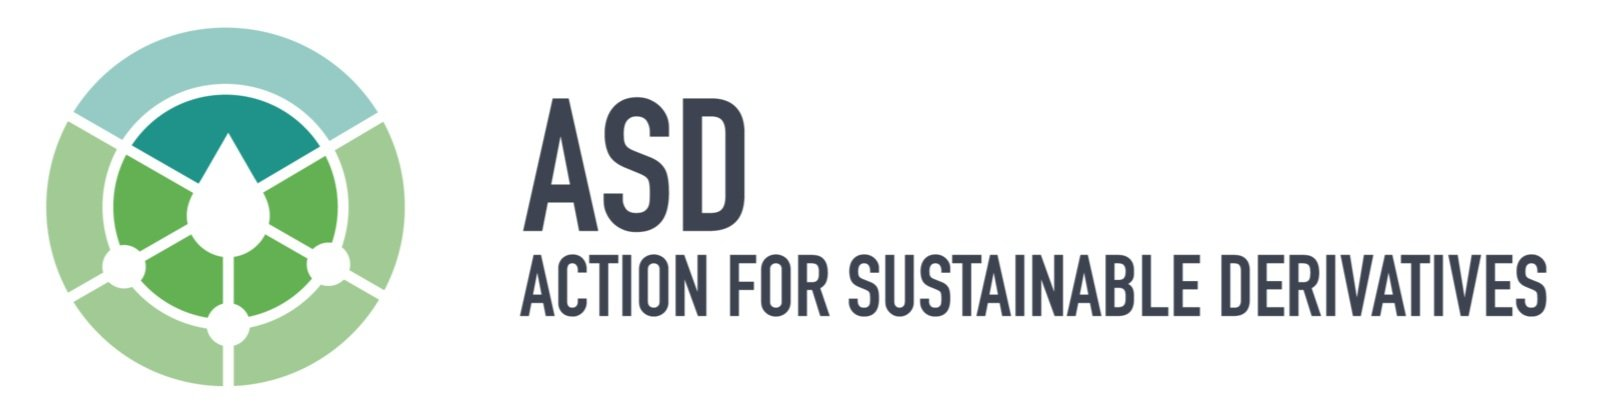 ASD
ACTION FOR SUSTAINABLE DERIVATIVES